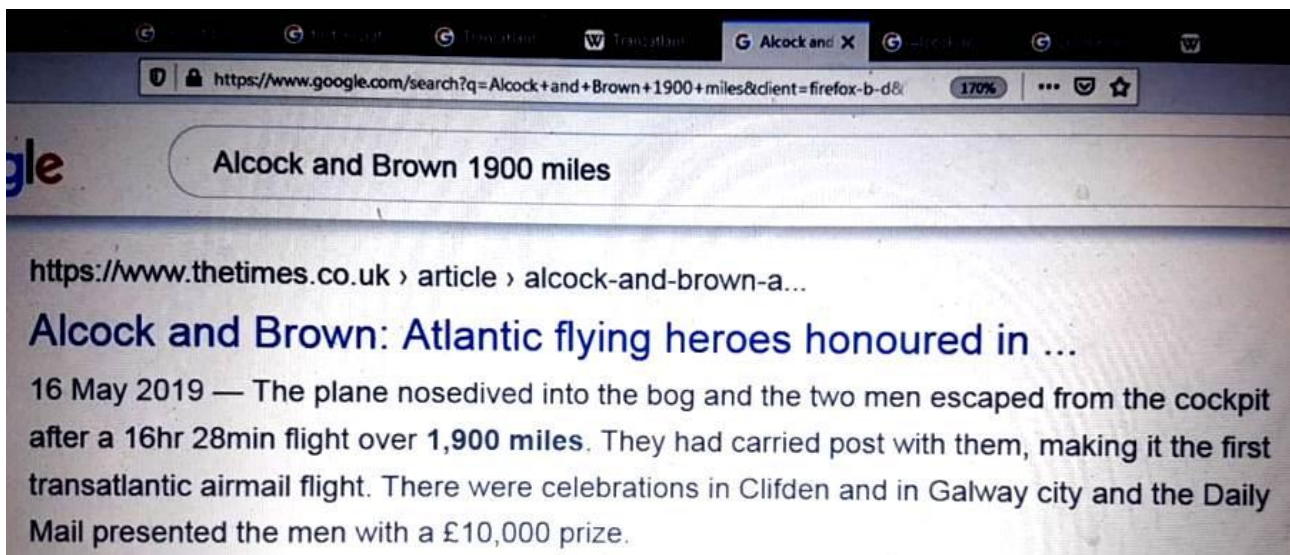 Alcock and
https://www.google.com/search?q=Alcock+and+Brown+1900+miles&client=firefox-b-d&
170%
gle
Alcock and Brown 1900 miles
https://www.thetimes.co.uk › article › alcock-and-brown-a...
Alcock and Brown: Atlantic flying heroes honoured in ...
16 May 2019 — The plane nosedived into the bog and the two men escaped from the cockpit
after a 16hr 28min flight over 1,900 miles. They had carried post with them, making it the first
transatlantic airmail flight. There were celebrations in Clifden and in Galway city and the Daily
Mail presented the men with a £10,000 prize.